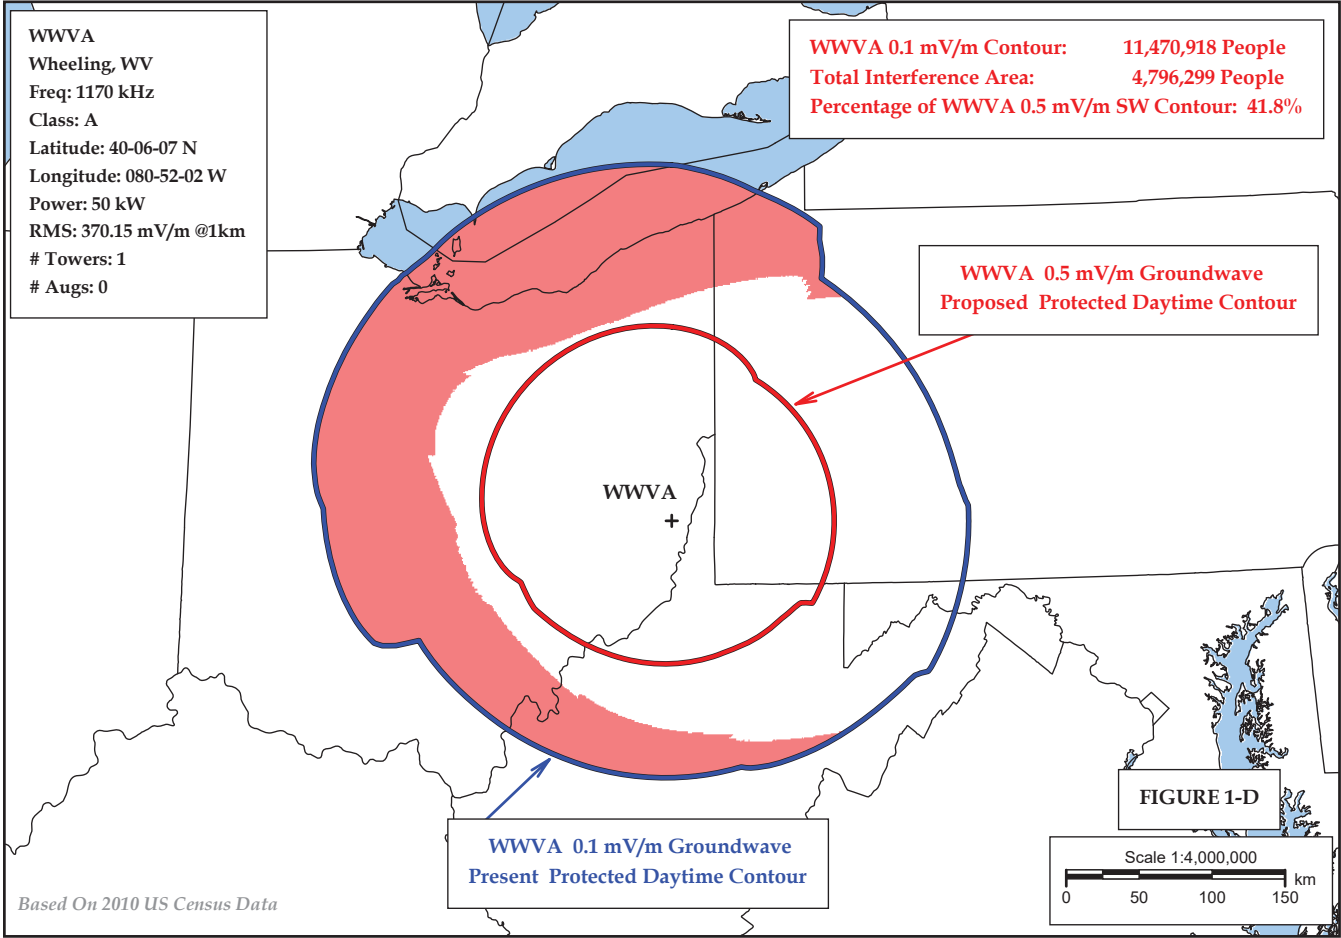 WWVA
Wheeling, WV
Freq: 1170 kHz
Class: A
Latitude: 40-06-07 N
Longitude: 080-52-02 W
Power: 50 kW
RMS: 370.15 mV/m @1km
# Towers: 1
# Augs: 0
WWVA 0.1 mV/m Contour: 11,470,918 People
Total Interference Area: 4,796,299 People
Percentage of WWVA 0.5 mV/m SW Contour: 41.8%
WWVA 0.5 mV/m Groundwave
Proposed Protected Daytime Contour
WWVA
FIGURE 1-D
WWVA 0.1 mV/m Groundwave
Present Protected Daytime Contour
Scale 1:4,000,000
km
0 50 100 150
Based On 2010 US Census Data